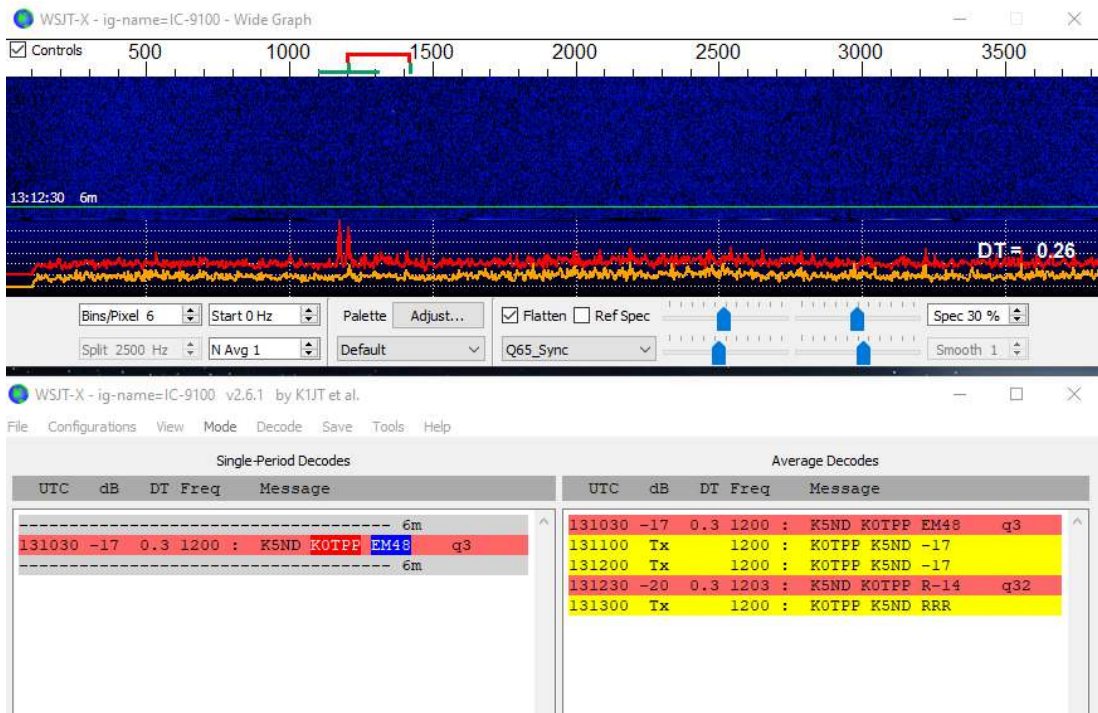 WSJT-X - ig-name=IC-9100 - Wide Graph
Controls 500 1000 1500 2000 2500 3000 3500
13:12:30 6m
DT = 0.26
Bins/Pixel 6 Start 0 Hz Palette Adjust... Flatten Ref Spec Spec 30 %
Split 2500 Hz N Avg 1 Default Q65_Sync Smooth 1
WSJT-X - ig-name=IC-9100 v2.6.1 by K1JT et al.
File Configurations View Mode Decode Save Tools Help
Single-Period Decodes
UTC dB DT Freq Message
---------------------------------------- 6m
131030 -17 0.3 1200 : K5ND K0TPP EM48 q3
---------------------------------------- 6m
Average Decodes
UTC dB DT Freq Message
131030 -17 0.3 1200 : K5ND K0TPP EM48 q3
131100 Tx 1200 : K0TPP K5ND -17
131200 Tx 1200 : K0TPP K5ND -17
131230 -20 0.3 1203 : K5ND K0TPP R-14 q32
131300 Tx 1200 : K0TPP K5ND RRR